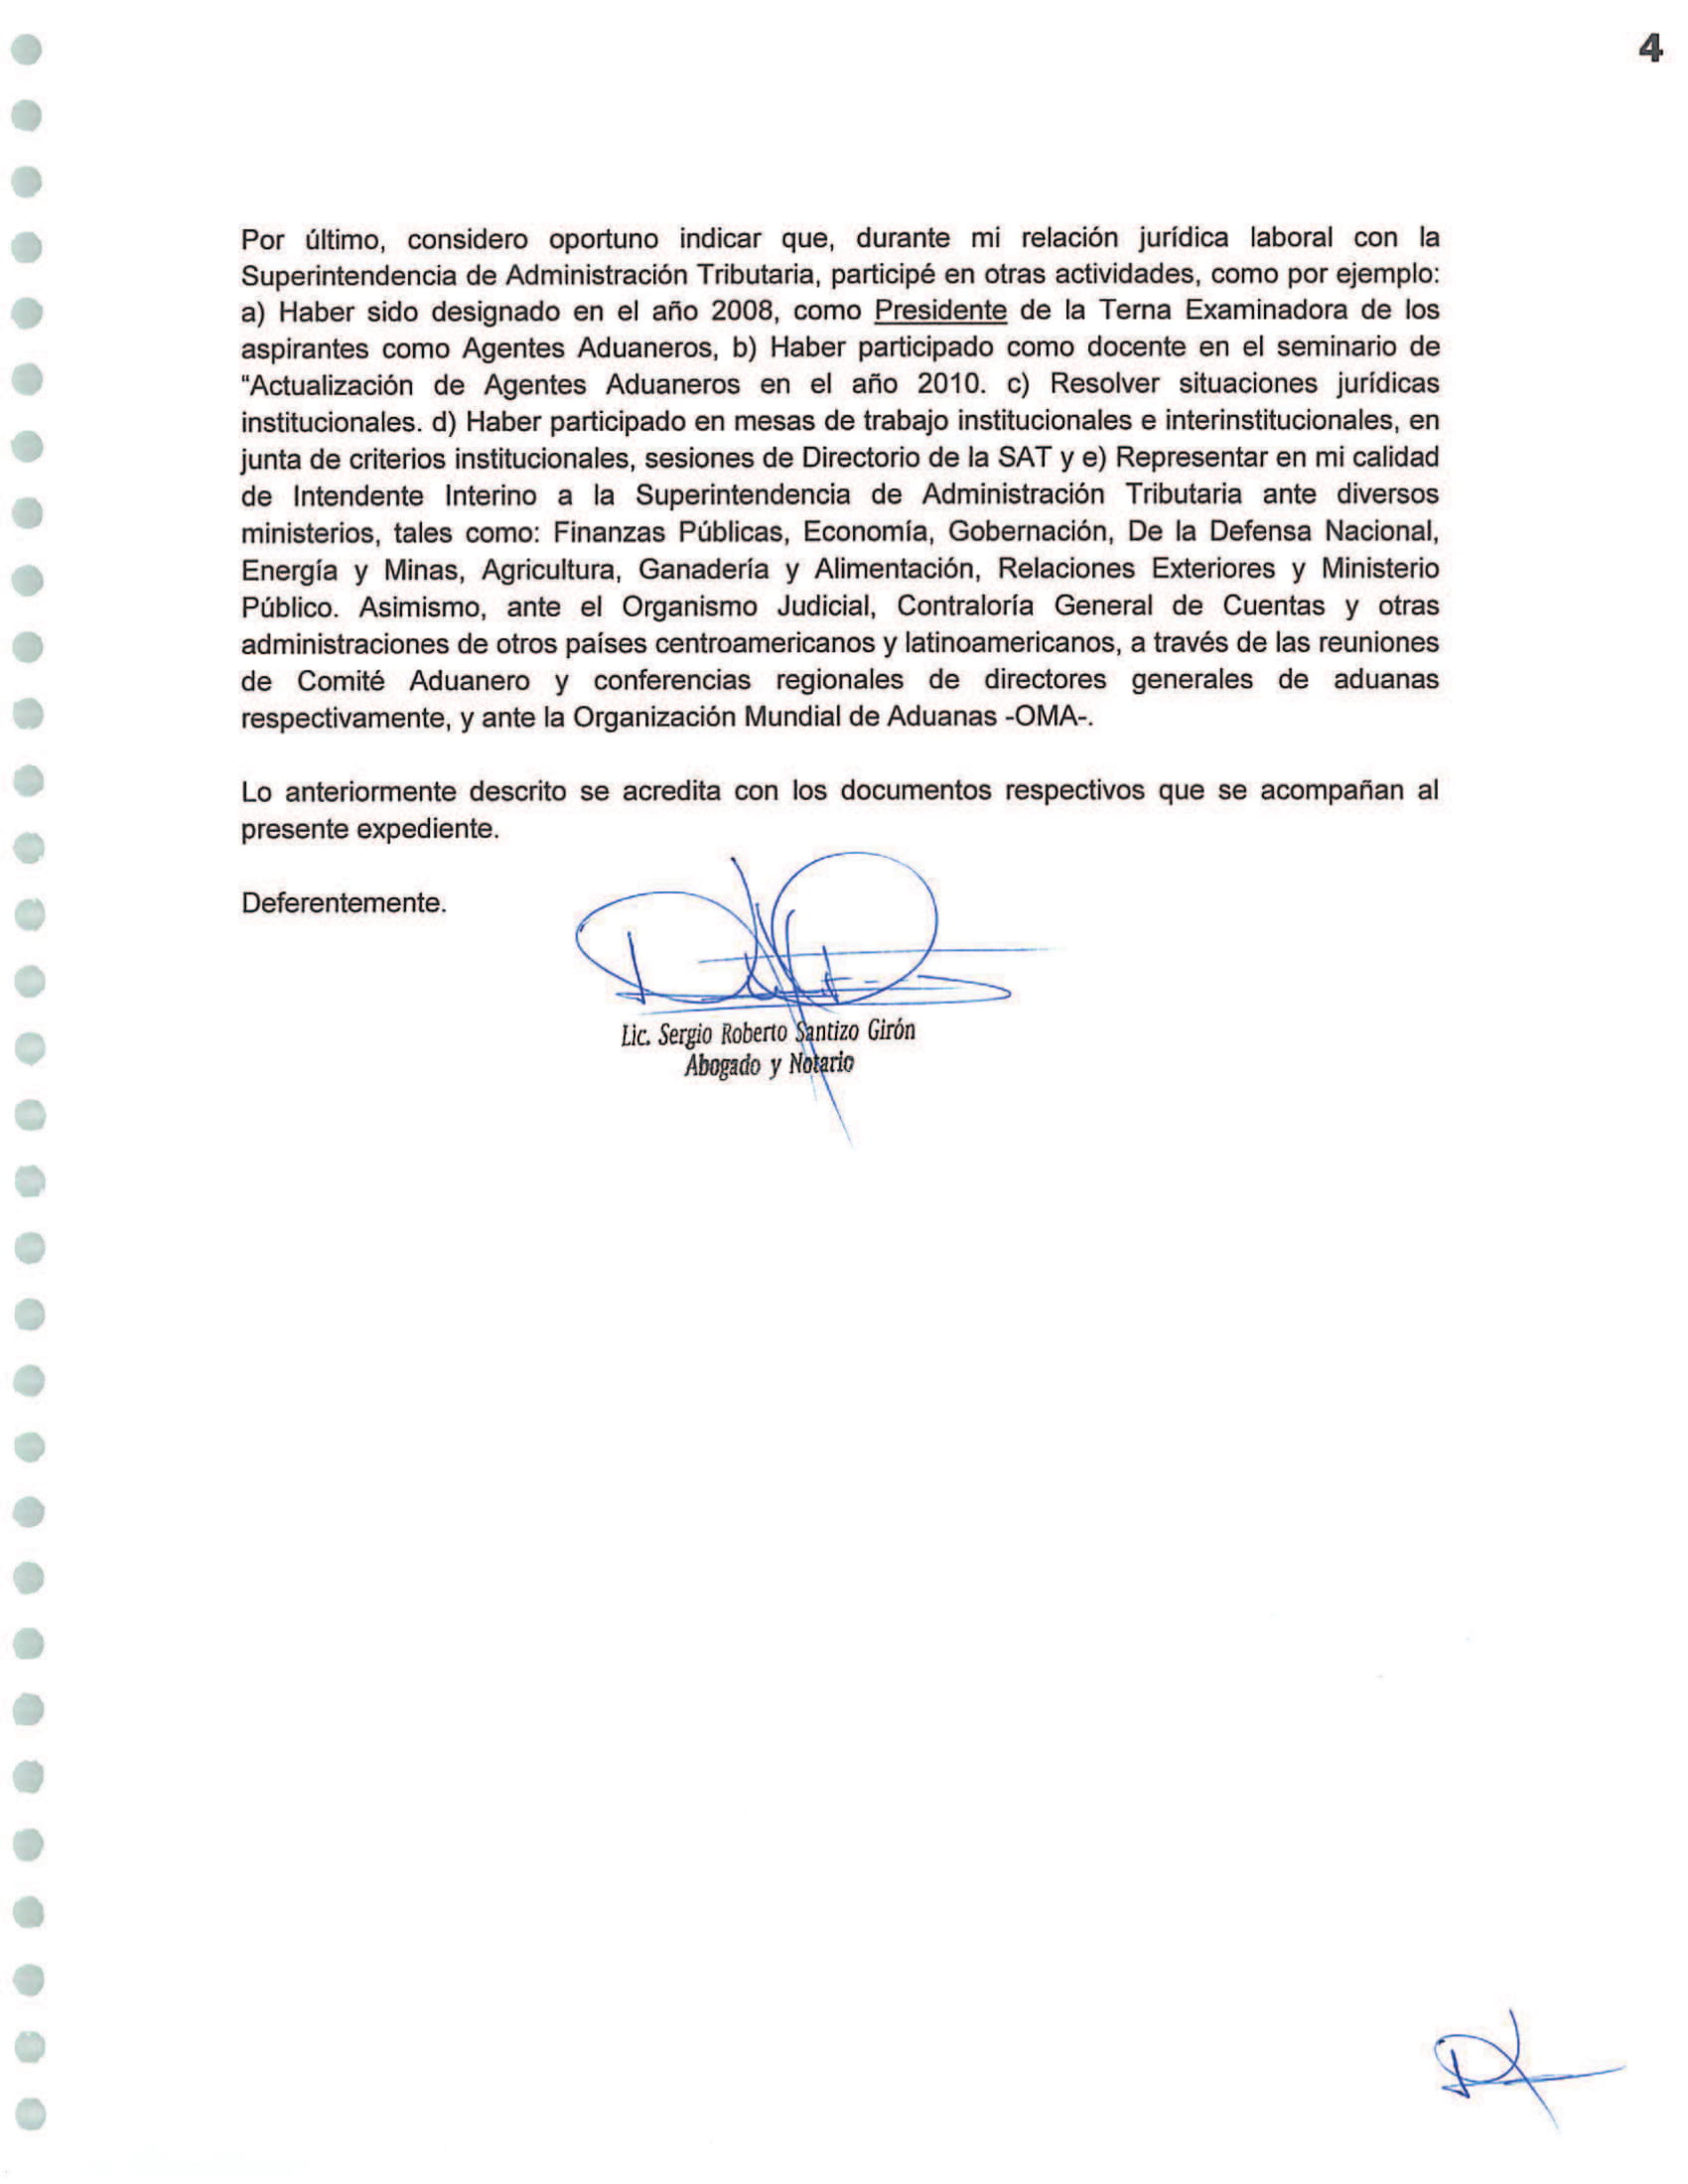 4
Por último, considero oportuno indicar que, durante mi relación jurídica laboral con la
Superintendencia de Administración Tributaria, participé en otras actividades, como por ejemplo:
a) Haber sido designado en el año 2008, como Presidente de la Terna Examinadora de los
aspirantes como Agentes Aduaneros, b) Haber participado como docente en el seminario de
“Actualización de Agentes Aduaneros en el año 2010. c) Resolver situaciones jurídicas
institucionales. d) Haber participado en mesas de trabajo institucionales e interinstitucionales, en
junta de criterios institucionales, sesiones de Directorio de la SAT y e) Representar en mi calidad
de Intendente Interino a la Superintendencia de Administración Tributaria ante diversos
ministerios, tales como: Finanzas Públicas, Economía, Gobernación, De la Defensa Nacional,
Energía y Minas, Agricultura, Ganadería y Alimentación, Relaciones Exteriores y Ministerio
Público. Asimismo, ante el Organismo Judicial, Contraloría General de Cuentas y otras
administraciones de otros países centroamericanos y latinoamericanos, a través de las reuniones
de Comité Aduanero y conferencias regionales de directores generales de aduanas
respectivamente, y ante la Organización Mundial de Aduanas -OMA-.
Lo anteriormente descrito se acredita con los documentos respectivos que se acompañan al
presente expediente.
Deferentemente.
Lic. Sergio Roberto Santizo Girón
Abogado y Notario